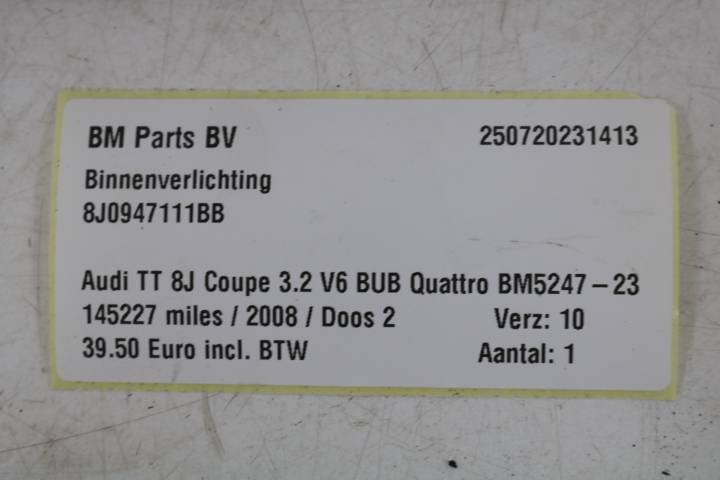 BM Parts BV 250720231413
Binnenverlichting
8J0947111BB
Audi TT 8J Coupe 3.2 V6 BUB Quattro BM5247-23
145227 miles / 2008 / Doos 2 Verz: 10
39.50 Euro incl. BTW Aantal: 1